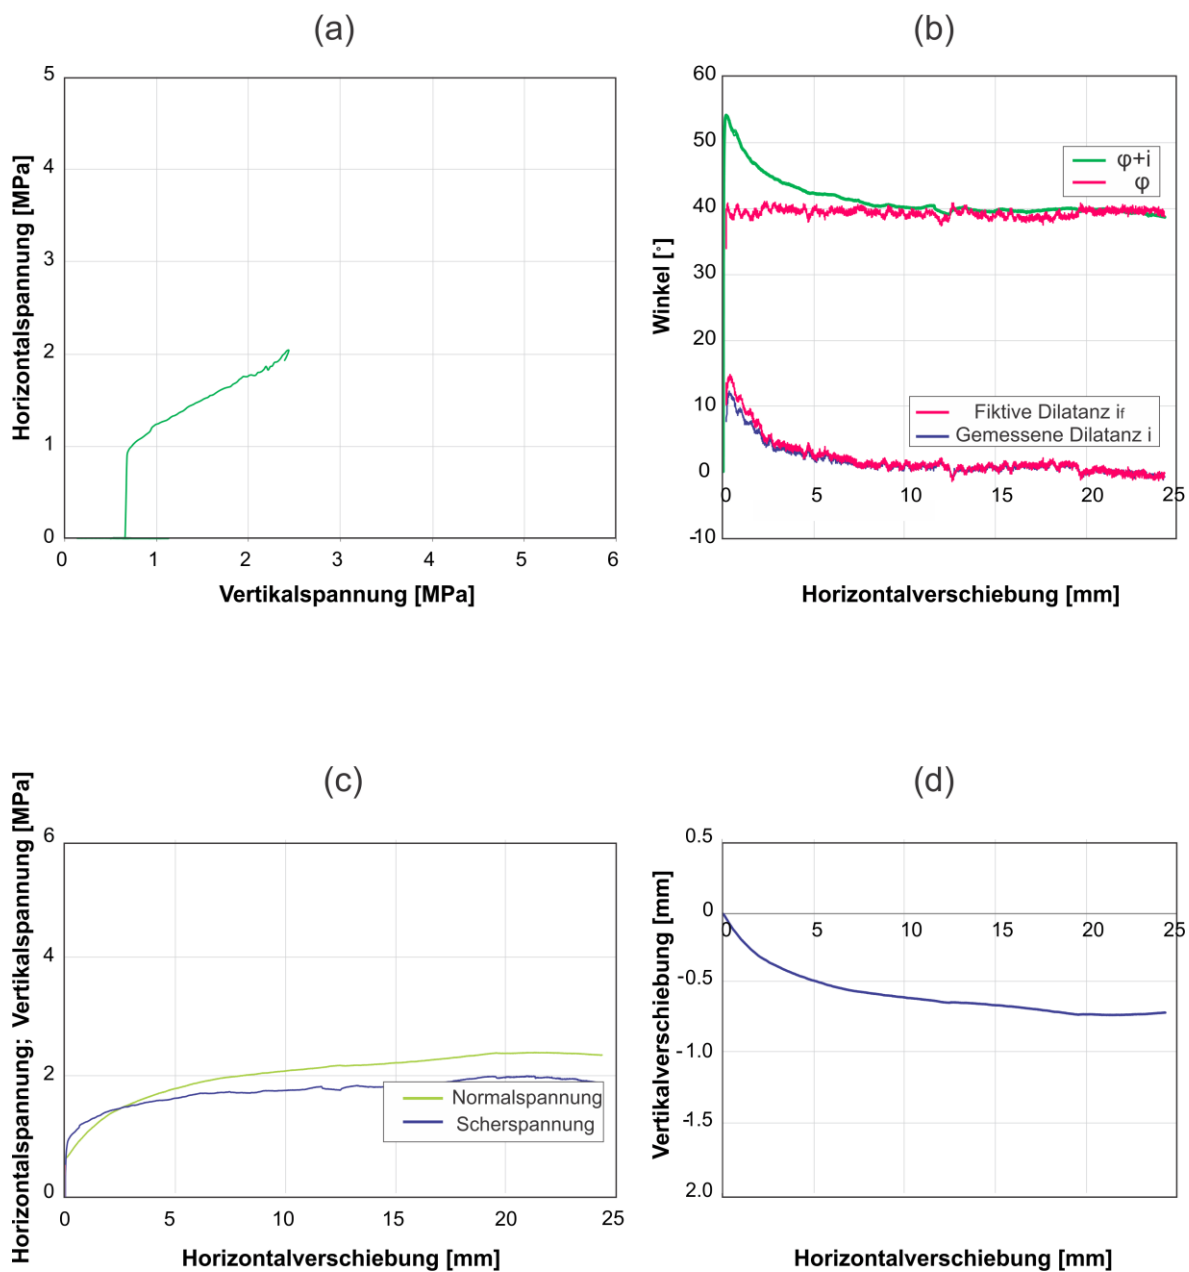 (a)
5
4
3
2
1
0
0 1 2 3 4 5 6
Horizontalspannung [MPa]
Vertikalspannung [MPa]
(b)
60
50
40
30
20
10
0
-10
0 5 10 15 20 25
φ+i
φ
Fiktive Dilatanz if
Gemessene Dilatanz i
Winkel [°]
Horizontalverschiebung [mm]
(c)
6
4
2
0
0 5 10 15 20 25
Normalspannung
Scherspannung
Horizontalspannung; Vertikalspannung [MPa]
Horizontalverschiebung [mm]
(d)
0.5
0
-0.5
-1.0
-1.5
2.0
0 5 10 15 20 25
Vertikalverschiebung [mm]
Horizontalverschiebung [mm]